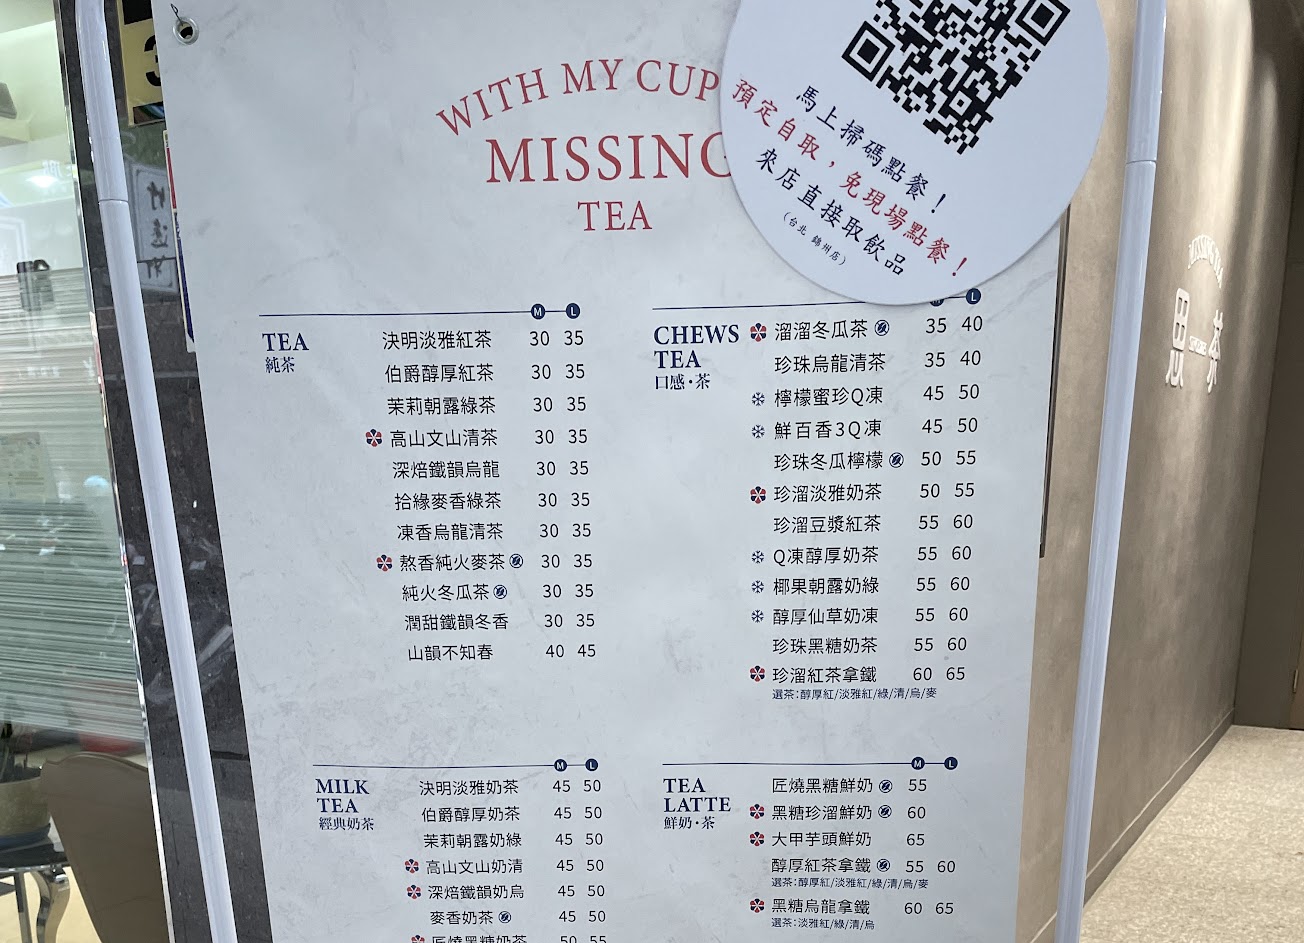 WITH MY CUP
MISSING
TEA
馬上掃碼點餐！
預定自取，免現場點餐！
來店直接取飲品
（台北 錦州店）
MISSING TEA
思 茶
M L
TEA
純茶
決明淡雅紅茶 30 35
伯爵醇厚紅茶 30 35
茉莉朝露綠茶 30 35
高山文山清茶 30 35
深焙鐵韻烏龍 30 35
拾緣麥香綠茶 30 35
凍香烏龍清茶 30 35
熬香純火麥茶 30 35
純火冬瓜茶 30 35
潤甜鐵韻冬香 30 35
山韻不知春 40 45
M L
CHEWS
TEA
口感·茶
溜溜冬瓜茶 35 40
珍珠烏龍清茶 35 40
檸檬蜜珍Q凍 45 50
鮮百香3Q凍 45 50
珍珠冬瓜檸檬 50 55
珍溜淡雅奶茶 50 55
珍溜豆漿紅茶 55 60
Q凍醇厚奶茶 55 60
椰果朝露奶綠 55 60
醇厚仙草奶凍 55 60
珍珠黑糖奶茶 55 60
珍溜紅茶拿鐵 60 65
選茶：醇厚紅/淡雅紅/綠/清/烏/麥
M L
MILK
TEA
經典奶茶
決明淡雅奶茶 45 50
伯爵醇厚奶茶 45 50
茉莉朝露奶綠 45 50
高山文山奶清 45 50
深焙鐵韻奶烏 45 50
麥香奶茶 45 50
匠燒黑糖奶茶 50 55
M L
TEA
LATTE
鮮奶·茶
匠燒黑糖鮮奶 55
黑糖珍溜鮮奶 60
大甲芋頭鮮奶 65
醇厚紅茶拿鐵 55 60
選茶：醇厚紅/淡雅紅/綠/清/烏/麥
黑糖烏龍拿鐵 60 65
選茶：淡雅紅/綠/清/烏